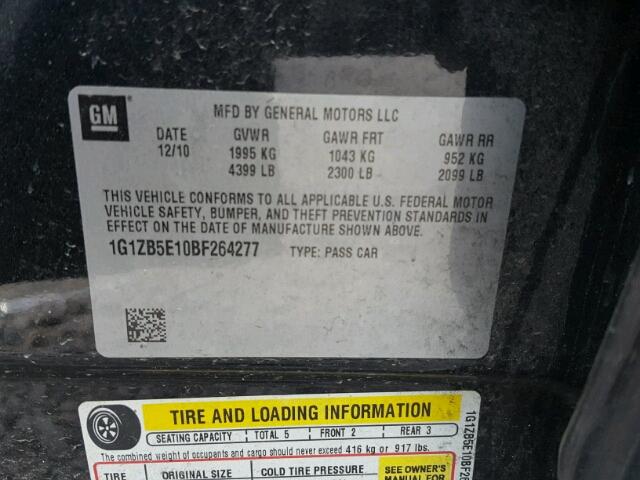 GM
MFD BY GENERAL MOTORS LLC
DATE GVWR GAWR FRT GAWR RR
12/10 1995 KG 1043 KG 952 KG
4399 LB 2300 LB 2099 LB
THIS VEHICLE CONFORMS TO ALL APPLICABLE U.S. FEDERAL MOTOR
VEHICLE SAFETY, BUMPER, AND THEFT PREVENTION STANDARDS IN
EFFECT ON THE DATE OF MANUFACTURE SHOWN ABOVE.
1G1ZB5E10BF264277 TYPE: PASS CAR
TIRE AND LOADING INFORMATION
SEATING CAPACITY TOTAL 5 FRONT 2 REAR 3
The combined weight of occupants and cargo should never exceed 416 kg or 917 lbs.
TIRE ORIGINAL SIZE COLD TIRE PRESSURE
SEE OWNER'S
MANUAL FOR
1G1ZB5E10BF26